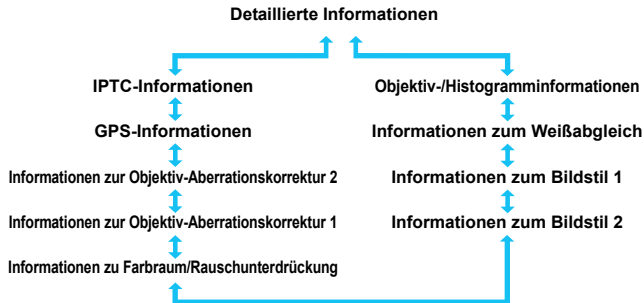 Detaillierte Informationen
IPTC-Informationen
Objektiv-/Histogramminformationen
GPS-Informationen
Informationen zum Weißabgleich
Informationen zur Objektiv-Aberrationskorrektur 2
Informationen zum Bildstil 1
Informationen zur Objektiv-Aberrationskorrektur 1
Informationen zum Bildstil 2
Informationen zu Farbraum/Rauschunterdrückung